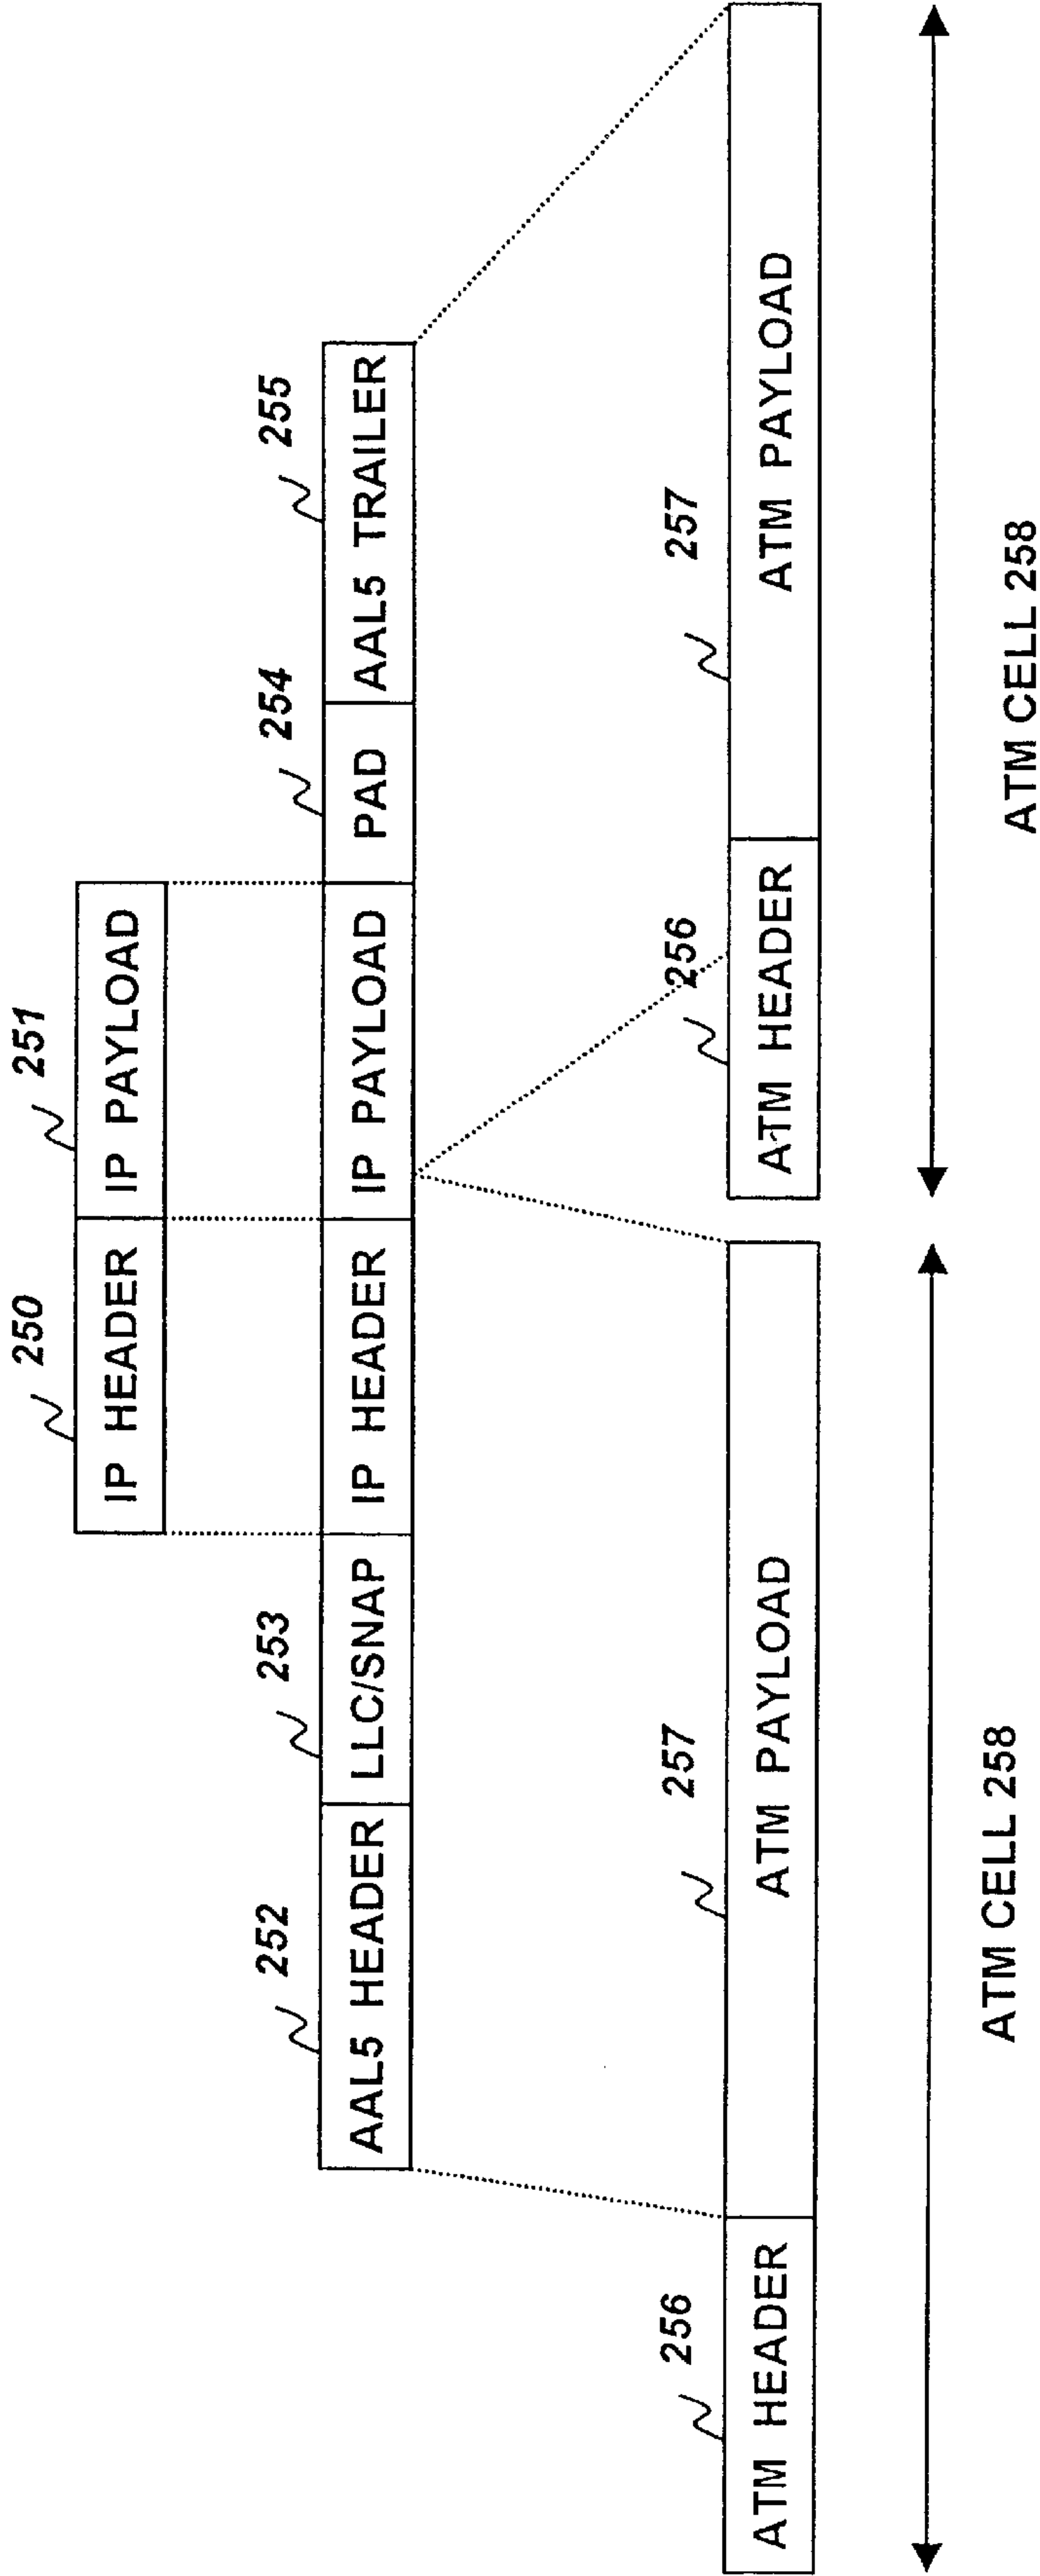 250
251
IP HEADER
IP PAYLOAD
252
253
254
255
AAL5 HEADER
LLC/SNAP
IP HEADER
IP PAYLOAD
PAD
AAL5 TRAILER
256
257
256
257
ATM HEADER
ATM PAYLOAD
ATM HEADER
ATM PAYLOAD
ATM CELL 258
ATM CELL 258